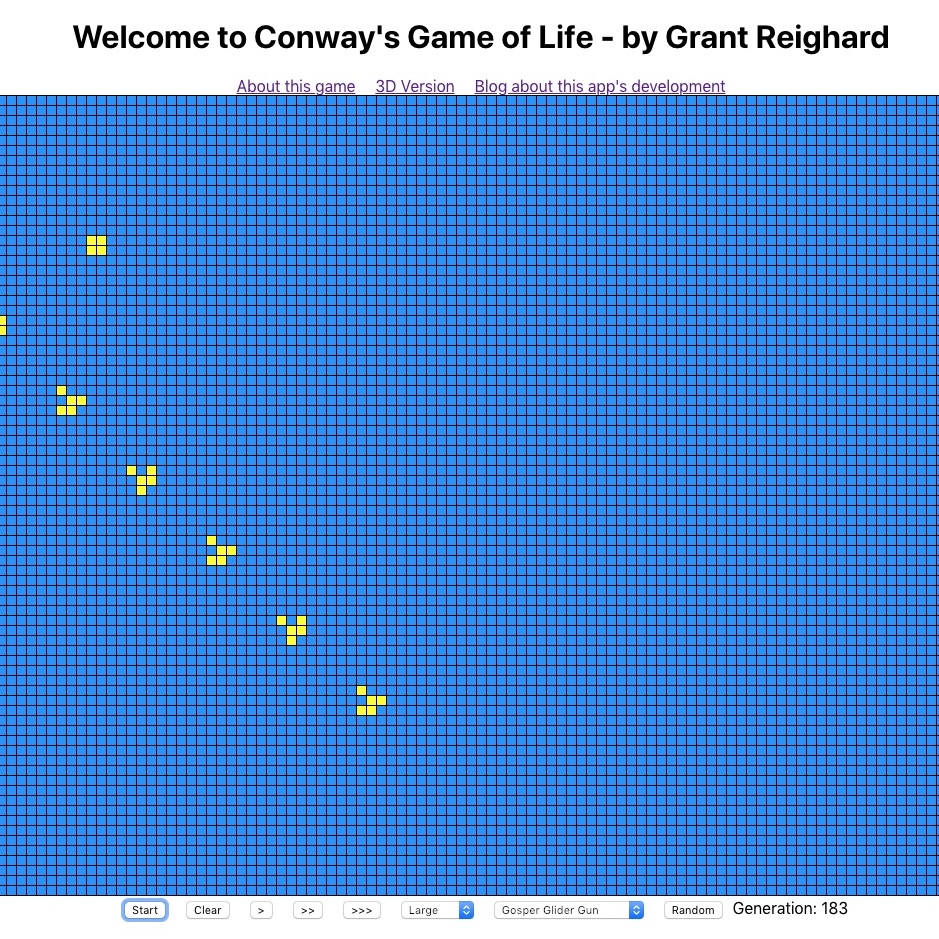 Welcome to Conway's Game of Life - by Grant Reighard
About this game 3D Version Blog about this app's development
Start Clear > >> >>> Large Gosper Glider Gun Random Generation: 183